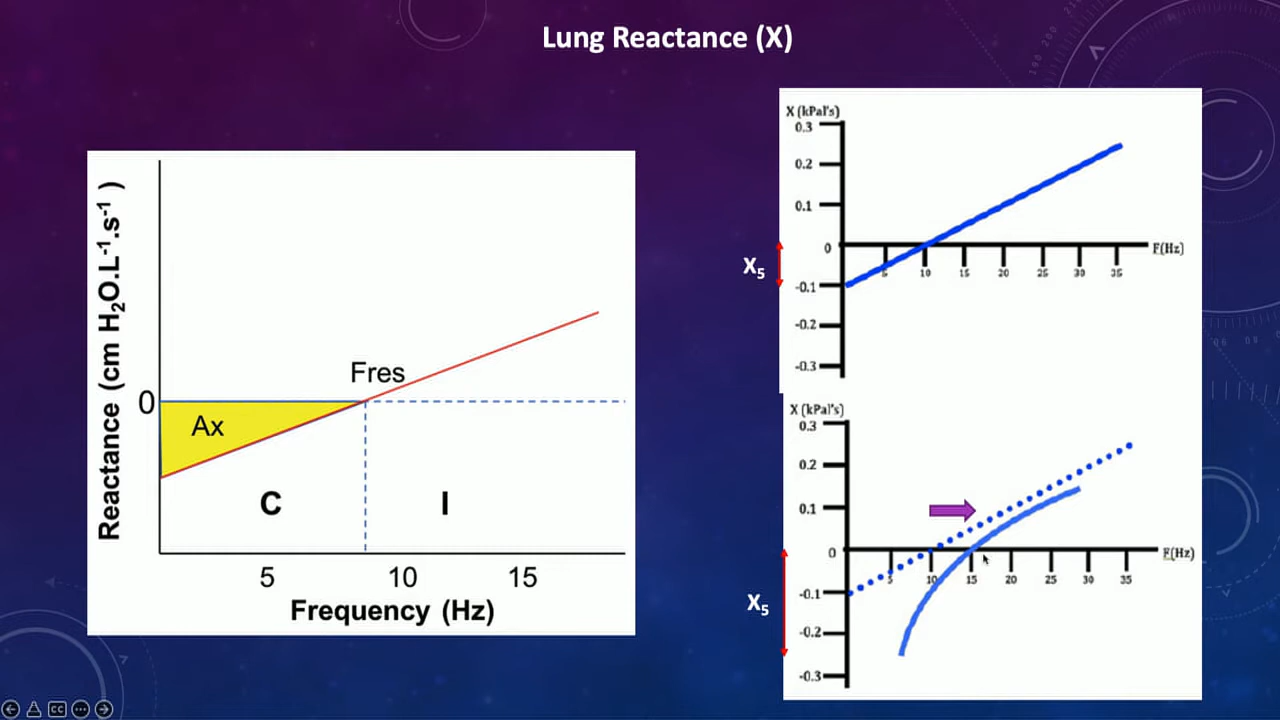 Lung Reactance (X)
Reactance (cm H₂O.L⁻¹.s⁻¹ )
0
Ax
Fres
C
I
5 10 15
Frequency (Hz)
X (kPal's)
0.3
0.2
0.1
0
-0.1
-0.2
-0.3
5 10 15 20 25 30 35
F(Hz)
X₅
X (kPal's)
0.3
0.2
0.1
0
-0.1
-0.2
-0.3
5 10 15 20 25 30 35
F(Hz)
X₅
CC